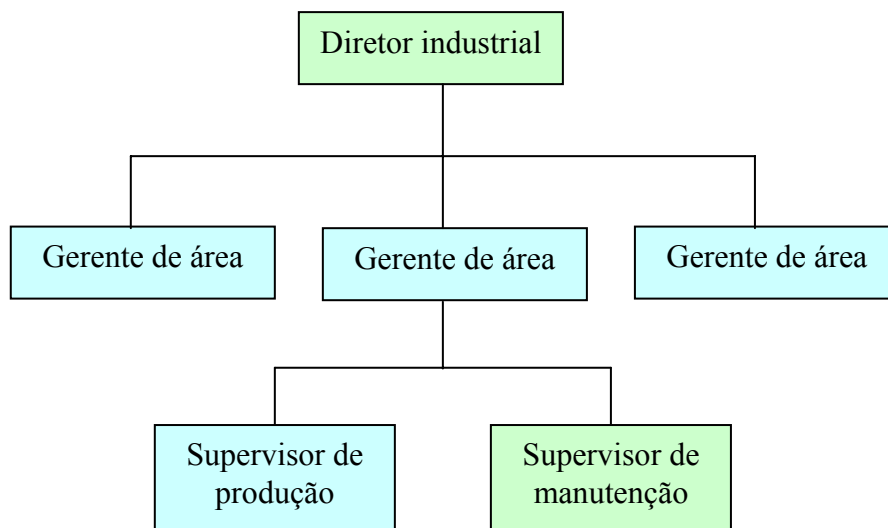 Diretor industrial
Gerente de área
Gerente de área
Gerente de área
Supervisor de
produção
Supervisor de
manutenção